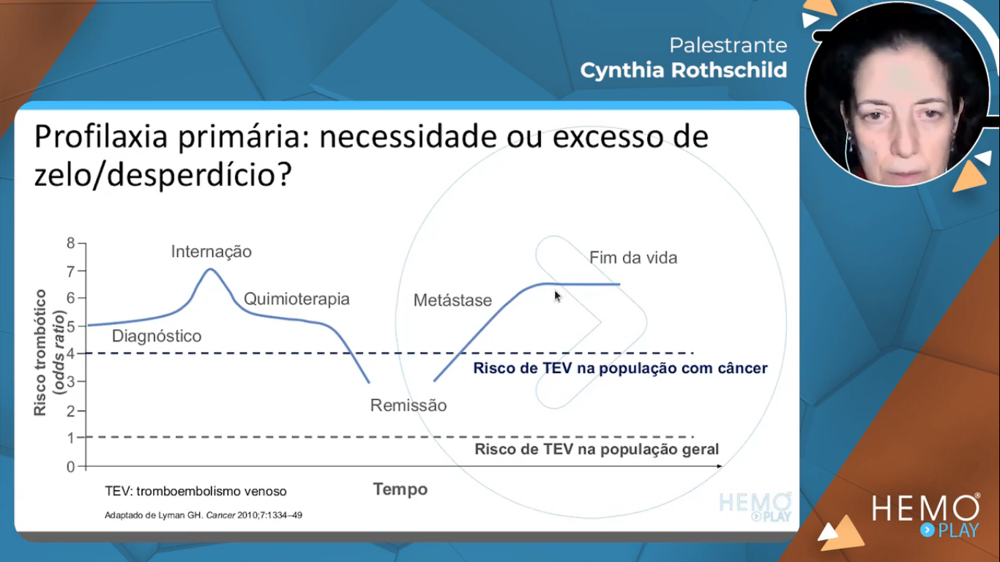 Palestrante
Cynthia Rothschild
Profilaxia primária: necessidade ou excesso de
zelo/desperdício?
8
7
6
5
4
3
2
1
0
Risco trombótico
(odds ratio)
Internação
Quimioterapia
Diagnóstico
Remissão
Metástase
Fim da vida
Risco de TEV na população com câncer
Risco de TEV na população geral
Tempo
TEV: tromboembolismo venoso
Adaptado de Lyman GH. Cancer 2010;7:1334–49
HEMO
PLAY
HEMO®
PLAY